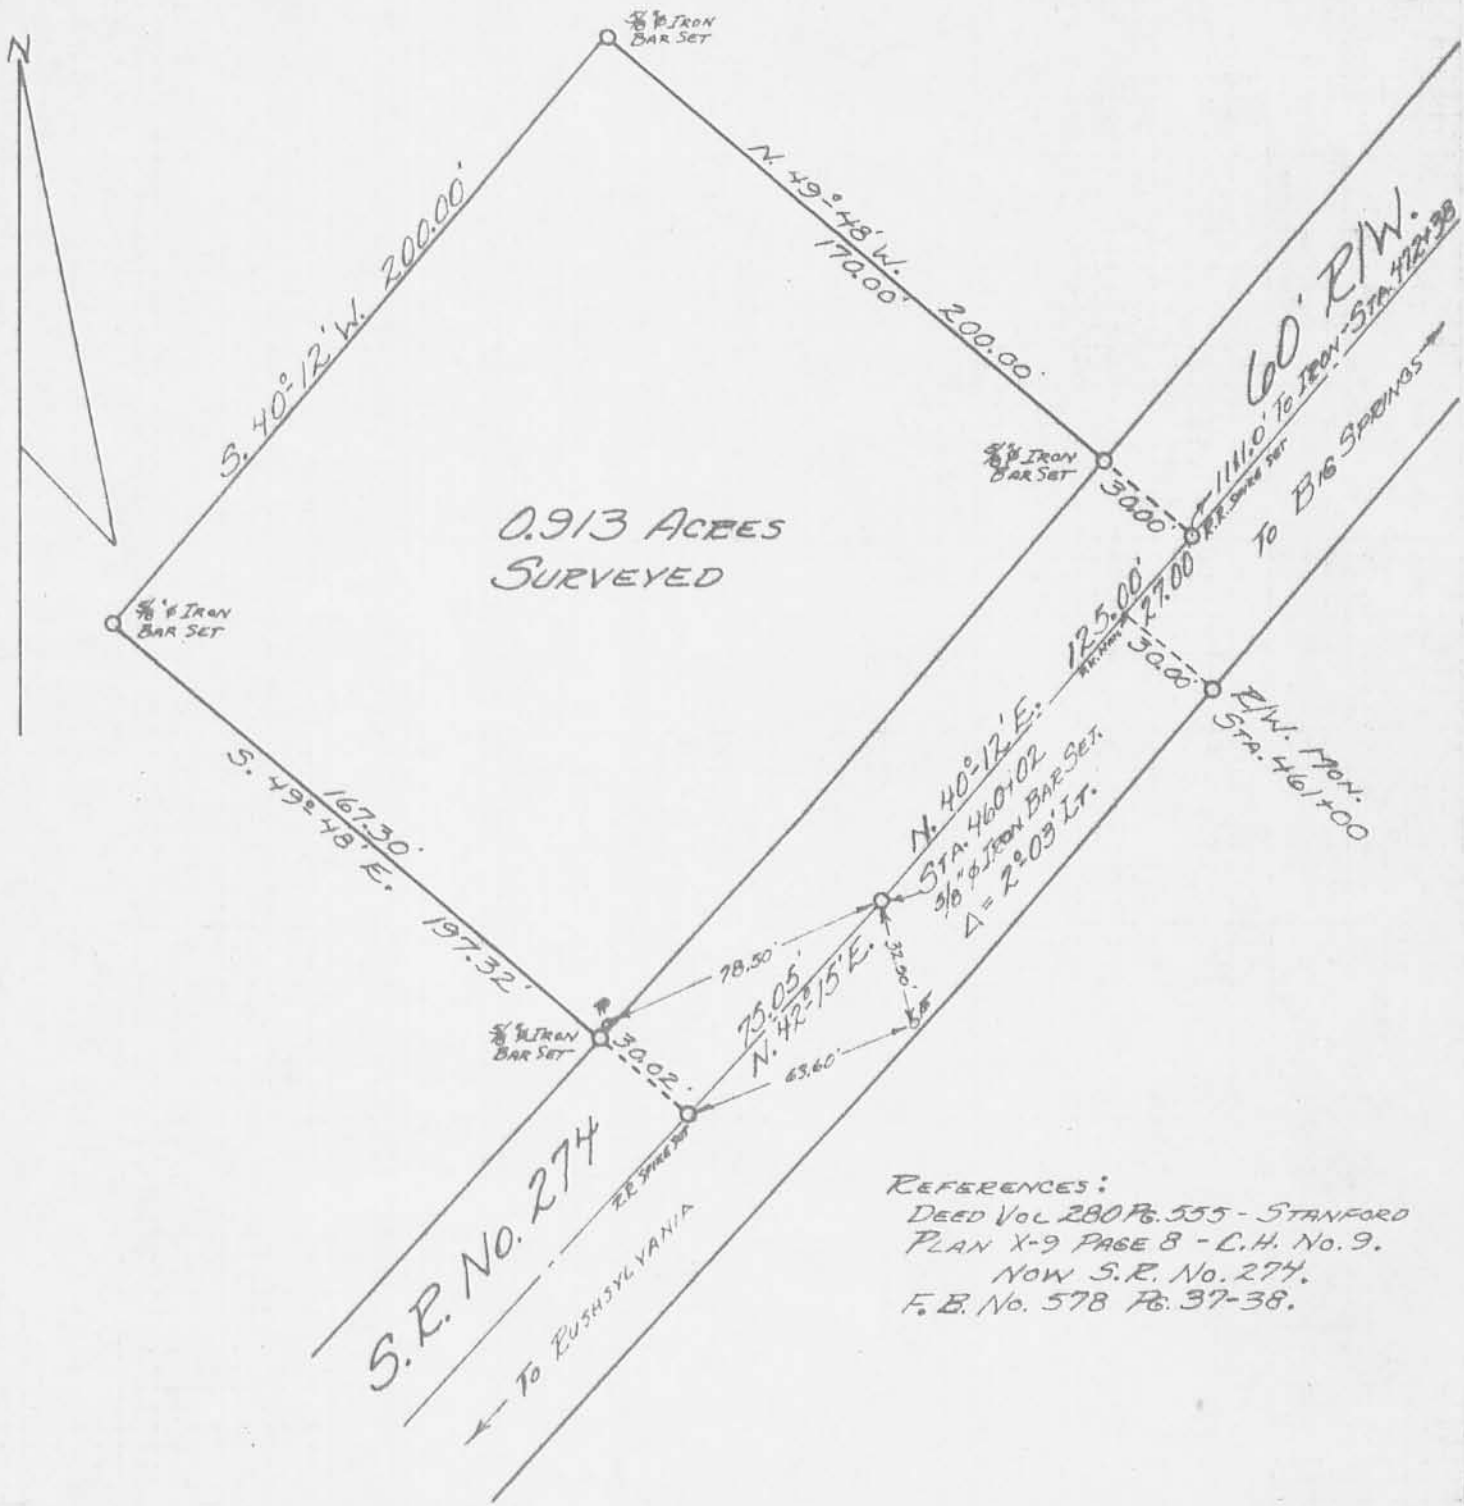 N
5/8"ø IRON
BAR SET
N. 49°-48' W.
170.00'
200.00'
S. 40°-12' W. 200.00'
60' R/W.
1111.0' TO IRON-STA. 472+38
R.R. SPIKE SET
TO BIG SPRINGS
5/8"ø IRON
BAR SET
30.00'
0.913 ACRES
SURVEYED
5/8"ø IRON
BAR SET
125.00'
27.00
30.00'
R/W. MON.
STA. 461+00
N. 40°-12' E.
STA. 460+02
5/8"ø IRON BAR SET.
Δ = 2°-03' LT.
167.30'
S. 49°-48' E.
197.32'
78.50'
32.90'
75.05'
N. 42°-15' E.
63.60'
5/8"ø IRON
BAR SET
30.02'
R.R. SPIKE SET
S.R. No. 274
TO RUSHSYLVANIA
REFERENCES:
DEED VOL 280 PG. 555 - STANFORD
PLAN X-9 PAGE 8 - C.H. No. 9.
NOW S.R. No. 274.
F.B. No. 578 PG. 37-38.